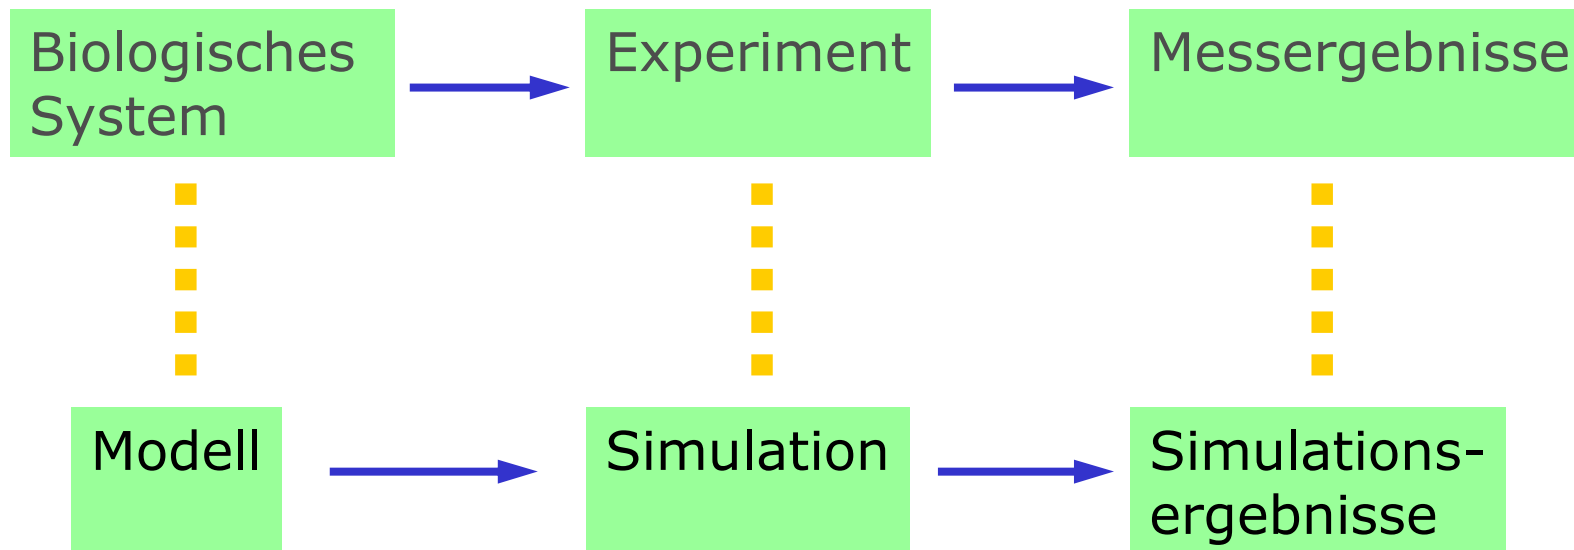 Biologisches
System
Experiment
Messergebnisse
Modell
Simulation
Simulations-
ergebnisse